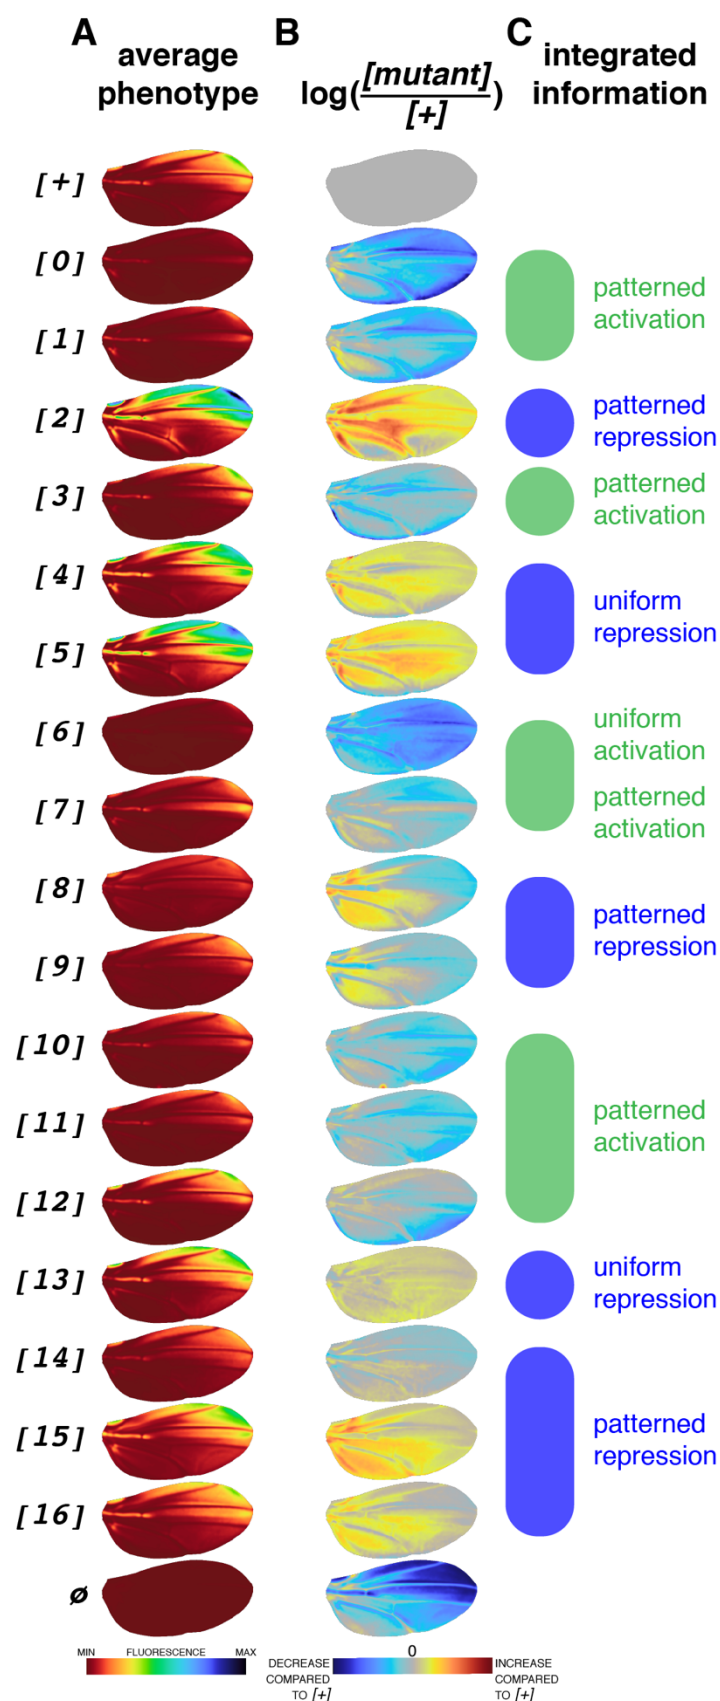 A average phenotype
B log([mutant]/[+])
C integrated information
[+]
[0]
patterned
activation
[1]
[2]
patterned
repression
[3]
patterned
activation
[4]
uniform
repression
[5]
[6]
uniform
activation
[7]
patterned
activation
[8]
patterned
repression
[9]
[10]
[11]
patterned
activation
[12]
[13]
uniform
repression
[14]
[15]
patterned
repression
[16]
ø
MIN FLUORESCENCE MAX
DECREASE
COMPARED
TO [+]
0
INCREASE
COMPARED
TO [+]